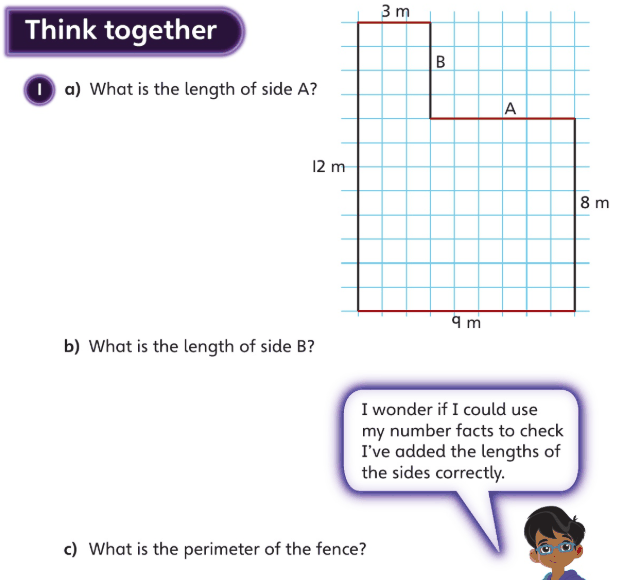 Think together
3 m
B
1 a) What is the length of side A?
A
12 m
8 m
9 m
b) What is the length of side B?
I wonder if I could use
my number facts to check
I've added the lengths of
the sides correctly.
c) What is the perimeter of the fence?